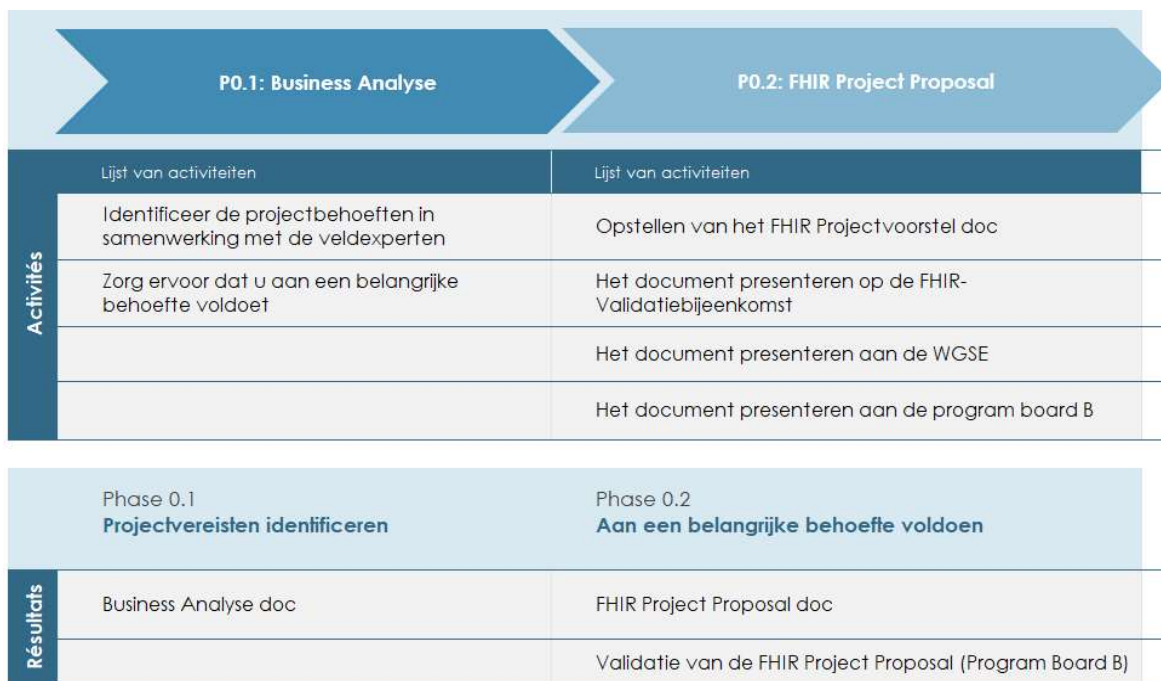 P0.1: Business Analyse
P0.2: FHIR Project Proposal
Activités
Lijst van activiteiten
Lijst van activiteiten
Identificeer de projectbehoeften in
samenwerking met de veldexperten
Opstellen van het FHIR Projectvoorstel doc
Zorg ervoor dat u aan een belangrijke
behoefte voldoet
Het document presenteren op de FHIR-
Validatiebijeenkomst
Het document presenteren aan de WGSE
Het document presenteren aan de program board B
Phase 0.1
Projectvereisten identificeren
Phase 0.2
Aan een belangrijke behoefte voldoen
Résultats
Business Analyse doc
FHIR Project Proposal doc
Validatie van de FHIR Project Proposal (Program Board B)